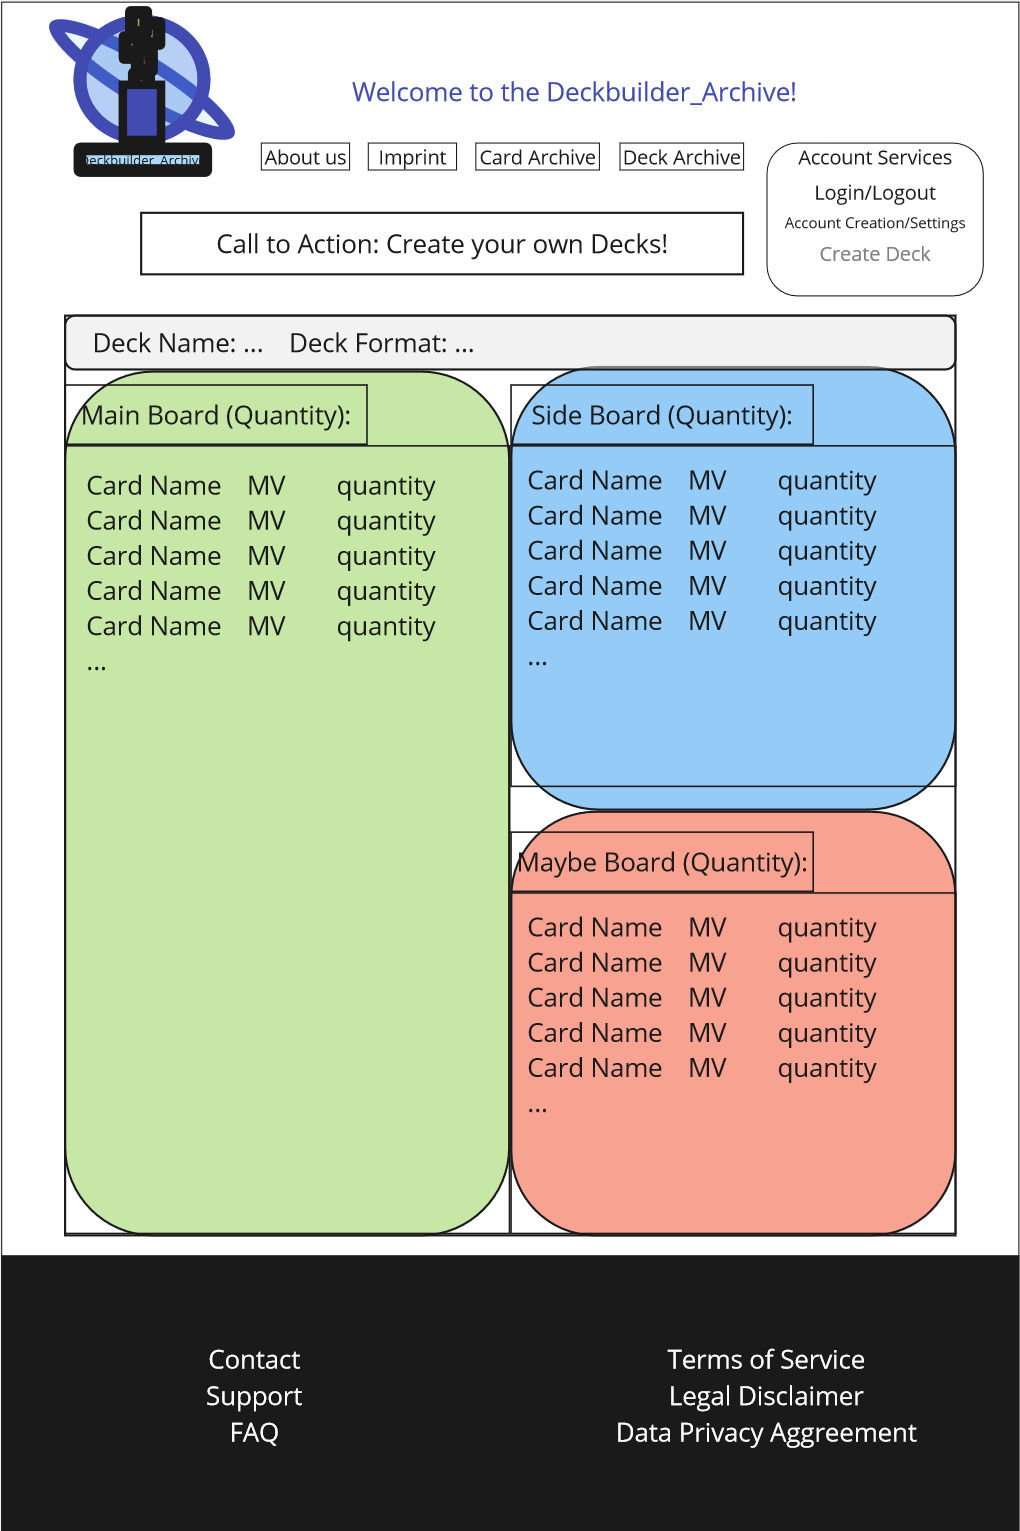 Welcome to the Deckbuilder_Archive!
Deckbuilder_Archive
About us Imprint Card Archive Deck Archive
Account Services
Login/Logout
Account Creation/Settings
Create Deck
Call to Action: Create your own Decks!
Deck Name: ... Deck Format: ...
Main Board (Quantity):
Card Name MV quantity
Card Name MV quantity
Card Name MV quantity
Card Name MV quantity
Card Name MV quantity
...
Side Board (Quantity):
Card Name MV quantity
Card Name MV quantity
Card Name MV quantity
Card Name MV quantity
Card Name MV quantity
...
Maybe Board (Quantity):
Card Name MV quantity
Card Name MV quantity
Card Name MV quantity
Card Name MV quantity
Card Name MV quantity
...
Contact
Support
FAQ
Terms of Service
Legal Disclaimer
Data Privacy Aggreement